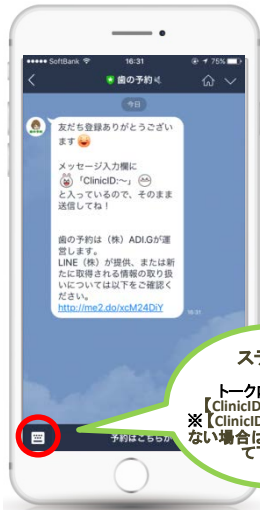 SoftBank 16:31 75%
歯の予約
今日
友だち登録ありがとうござい
ます
メッセージ入力欄に
「ClinicID:～」
と入っているので、そのまま
送信してね！
歯の予約は（株）ADI.Gが運
営します。
LINE（株）が提供、または新
たに取得される情報の取り扱
いについては以下をご確認く
ださい。
http://me2.do/xcM24DiY
16:31
ステ
トーク内
【ClinicID
※【ClinicID
ない場合は
て下
予約はこちらか